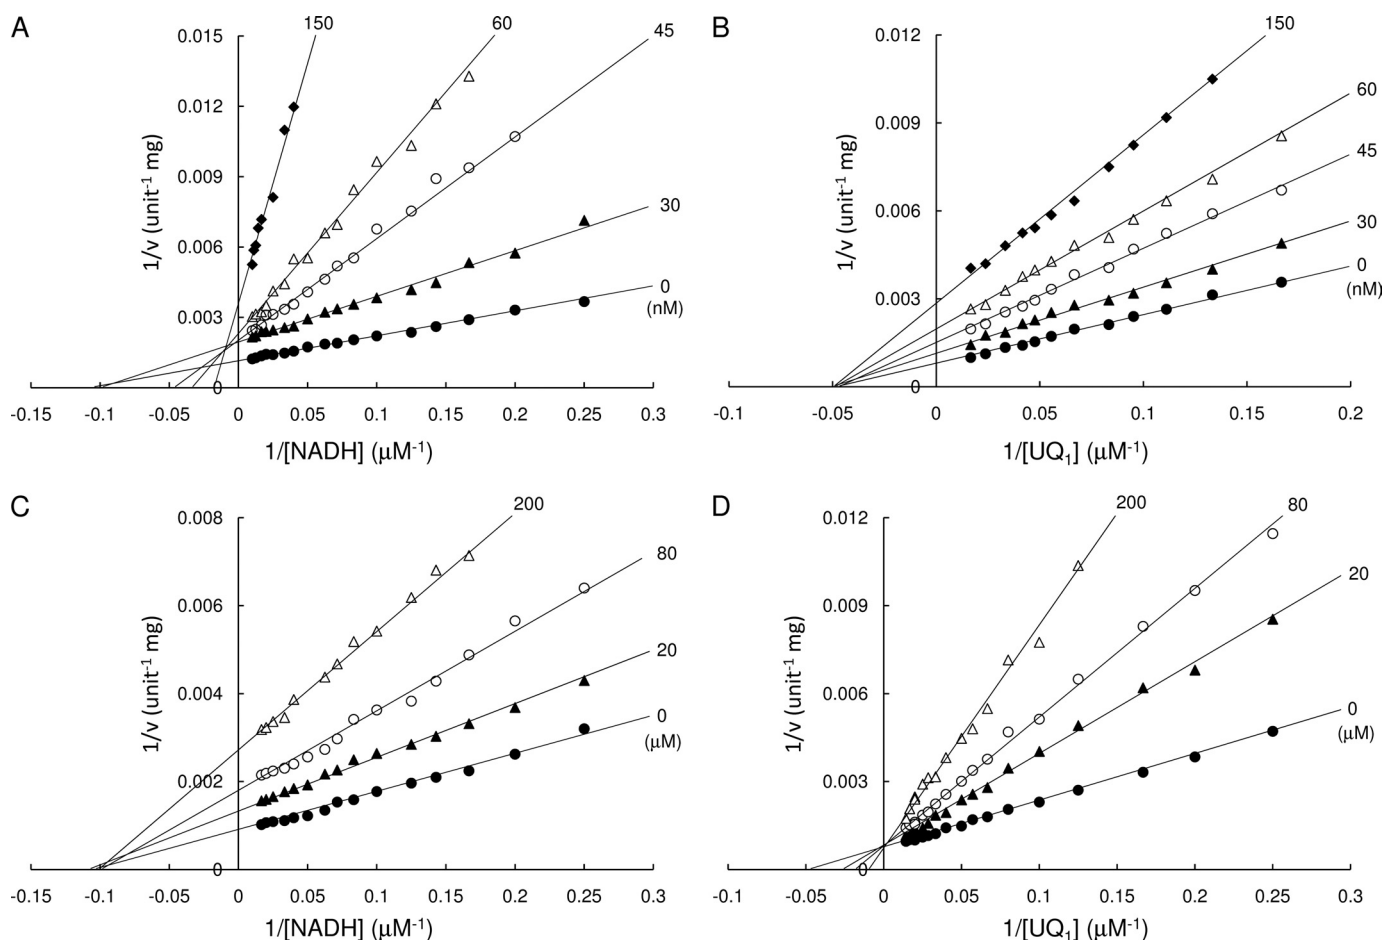 A
150
60
45
30
0
(nM)
0.015
0.012
0.009
0.006
0.003
0
1/v (unit⁻¹ mg)
-0.15 -0.1 -0.05 0 0.05 0.1 0.15 0.2 0.25 0.3
1/[NADH] (μM⁻¹)
B
150
60
45
30
0
(nM)
0.012
0.009
0.006
0.003
0
1/v (unit⁻¹ mg)
-0.1 -0.05 0 0.05 0.1 0.15 0.2
1/[UQ₁] (μM⁻¹)
C
200
80
20
0
(μM)
0.008
0.006
0.004
0.002
0
1/v (unit⁻¹ mg)
-0.15 -0.1 -0.05 0 0.05 0.1 0.15 0.2 0.25 0.3
1/[NADH] (μM⁻¹)
D
200
80
20
0
(μM)
0.012
0.009
0.006
0.003
0
1/v (unit⁻¹ mg)
-0.1 -0.05 0 0.05 0.1 0.15 0.2 0.25 0.3
1/[UQ₁] (μM⁻¹)